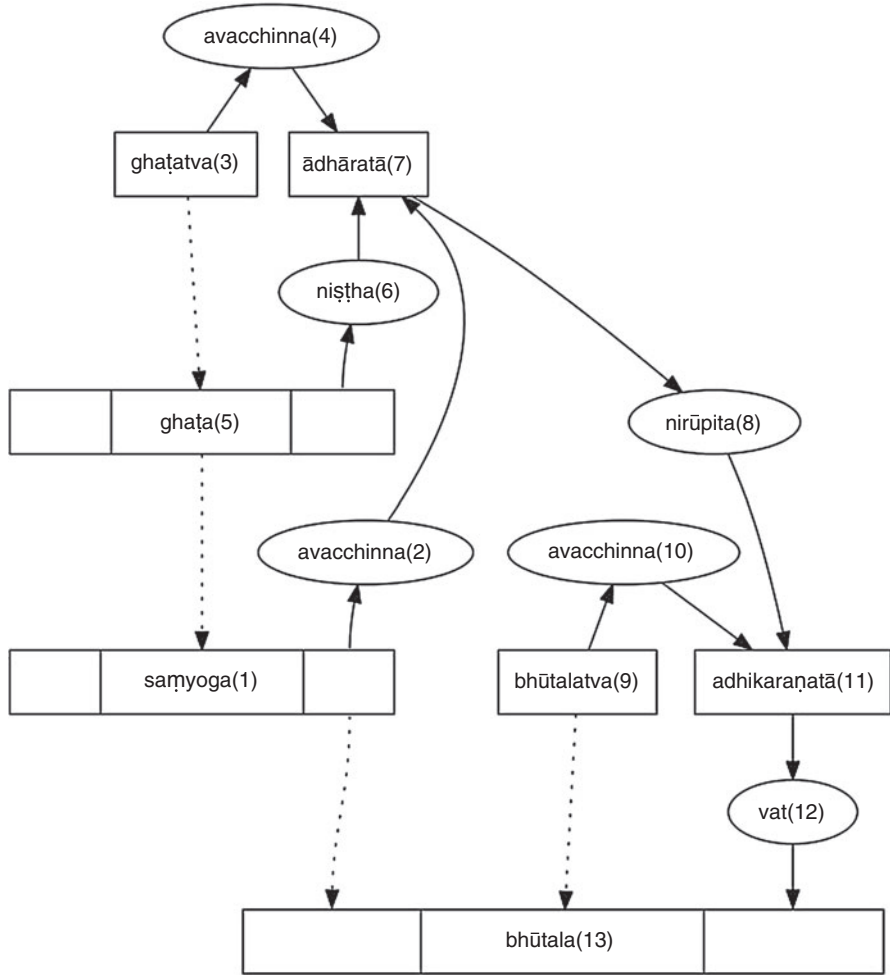 avacchinna(4)
ghaṭatva(3)
ādhāratā(7)
niṣṭha(6)
ghaṭa(5)
nirūpita(8)
avacchinna(2)
avacchinna(10)
saṃyoga(1)
bhūtalatva(9)
adhikaraṇatā(11)
vat(12)
bhūtala(13)